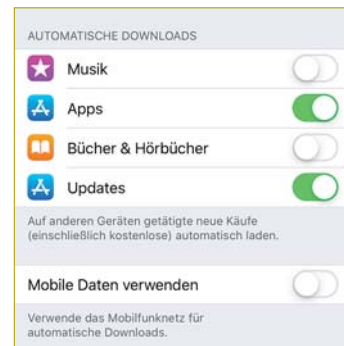 AUTOMATISCHE DOWNLOADS
Musik
Apps
Bücher & Hörbücher
Updates
Auf anderen Geräten getätigte neue Käufe
(einschließlich kostenlose) automatisch laden.
Mobile Daten verwenden
Verwende das Mobilfunknetz für
automatische Downloads.